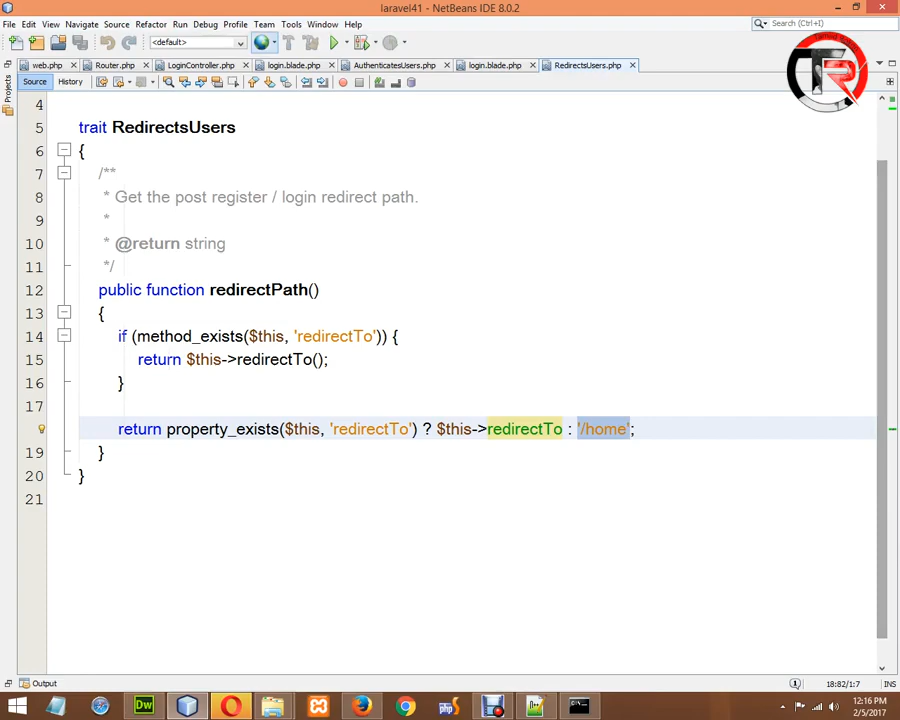 laravel41 - NetBeans IDE 8.0.2
File Edit View Navigate Source Refactor Run Debug Profile Team Tools Window Help
Search (Ctrl+I)
<default>
web.php Router.php LoginController.php login.blade.php AuthenticatesUsers.php login.blade.php RedirectsUsers.php
Source History
Projects
4
5 trait RedirectsUsers
6 {
7 /**
8 * Get the post register / login redirect path.
9 *
10 * @return string
11 */
12 public function redirectPath()
13 {
14 if (method_exists($this, 'redirectTo')) {
15 return $this->redirectTo();
16 }
17
return property_exists($this, 'redirectTo') ? $this->redirectTo : '/home';
19 }
20 }
21
Output
18:82/1:7 INS
Dw
php
12:16 PM
2/5/2017